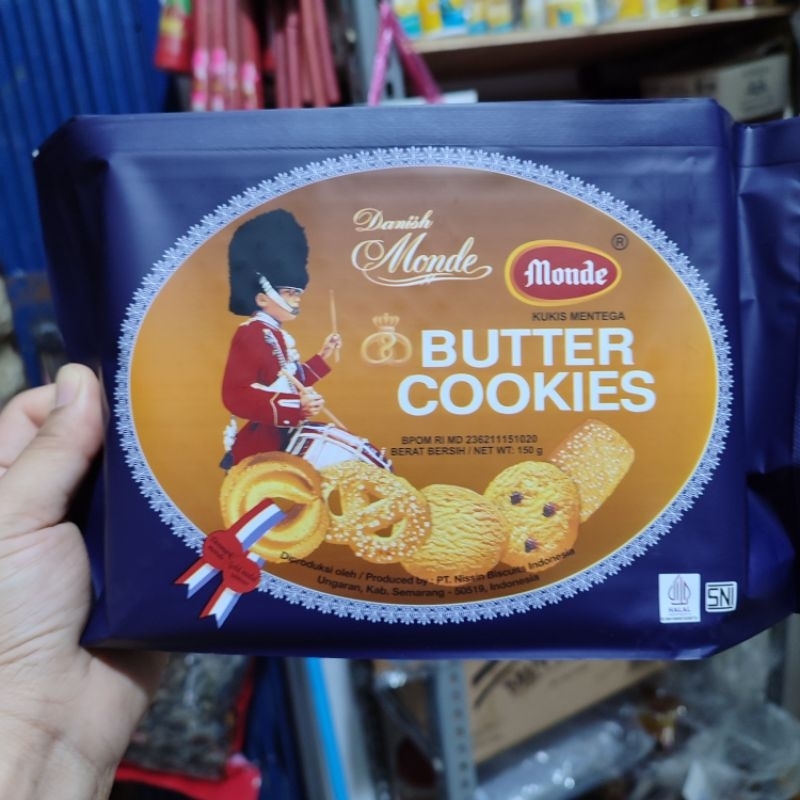 Danish
Monde
Monde
®
KUKIS MENTEGA
BUTTER
COOKIES
BPOM RI MD 236211151020
BERAT BERSIH / NET WT: 150 g
Diproduksi oleh / Produced by : PT. Nissin Biscuits Indonesia
Ungaran, Kab. Semarang - 50519, Indonesia
HALAL
SNI